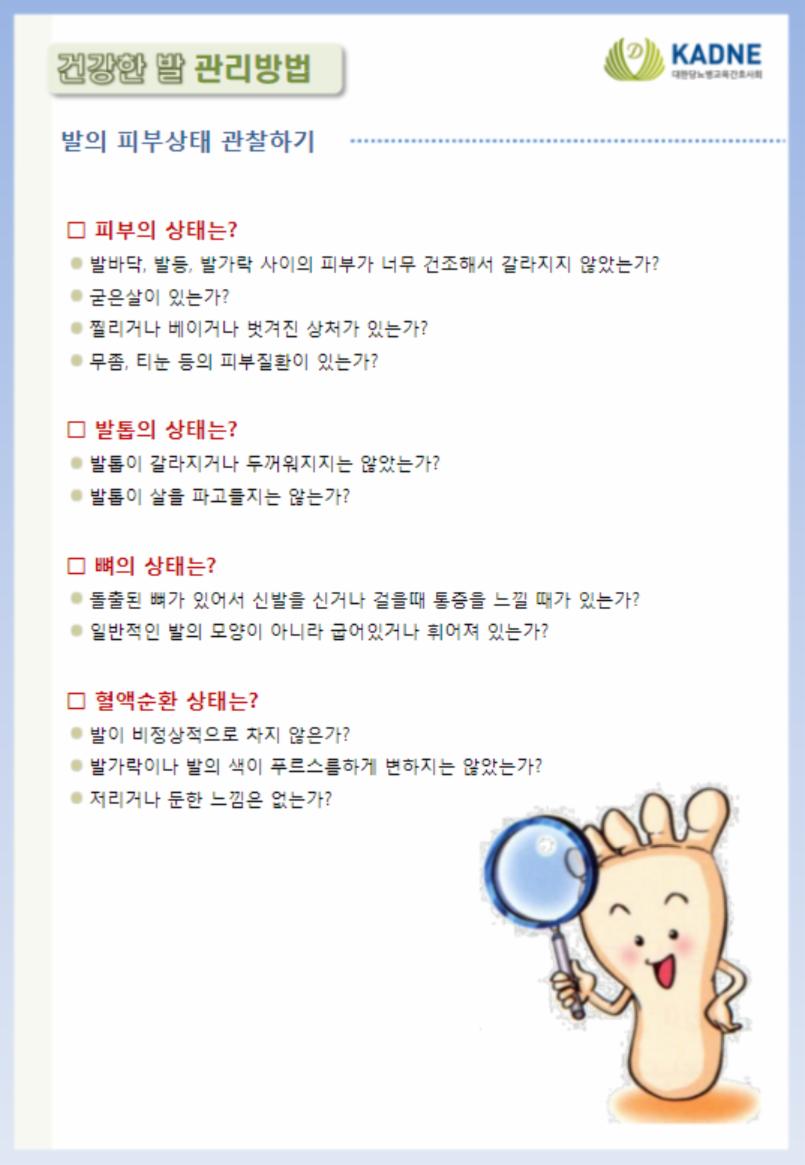 건강한 발 관리방법
KADNE
대한당뇨병교육간호사회
발의 피부상태 관찰하기
□ 피부의 상태는?
발바닥, 발등, 발가락 사이의 피부가 너무 건조해서 갈라지지 않았는가?
굳은살이 있는가?
찔리거나 베이거나 벗겨진 상처가 있는가?
무좀, 티눈 등의 피부질환이 있는가?
□ 발톱의 상태는?
발톱이 갈라지거나 두꺼워지지는 않았는가?
발톱이 살을 파고들지는 않는가?
□ 뼈의 상태는?
돌출된 뼈가 있어서 신발을 신거나 걸을때 통증을 느낄 때가 있는가?
일반적인 발의 모양이 아니라 굽어있거나 휘어져 있는가?
□ 혈액순환 상태는?
발이 비정상적으로 차지 않은가?
발가락이나 발의 색이 푸르스름하게 변하지는 않았는가?
저리거나 둔한 느낌은 없는가?